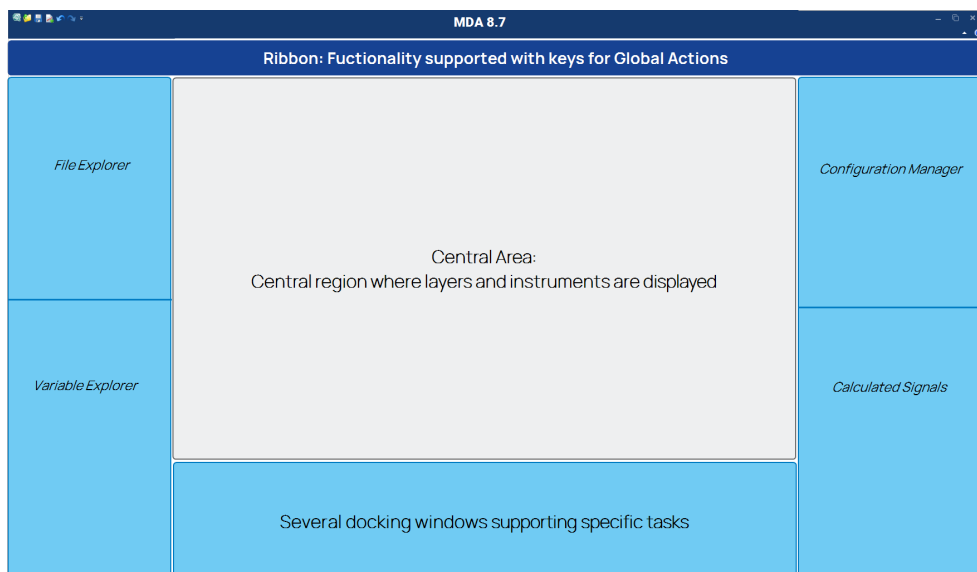 MDA 8.7
Ribbon: Fuctionality supported with keys for Global Actions
File Explorer
Configuration Manager
Central Area:
Central region where layers and instruments are displayed
Variable Explorer
Calculated Signals
Several docking windows supporting specific tasks